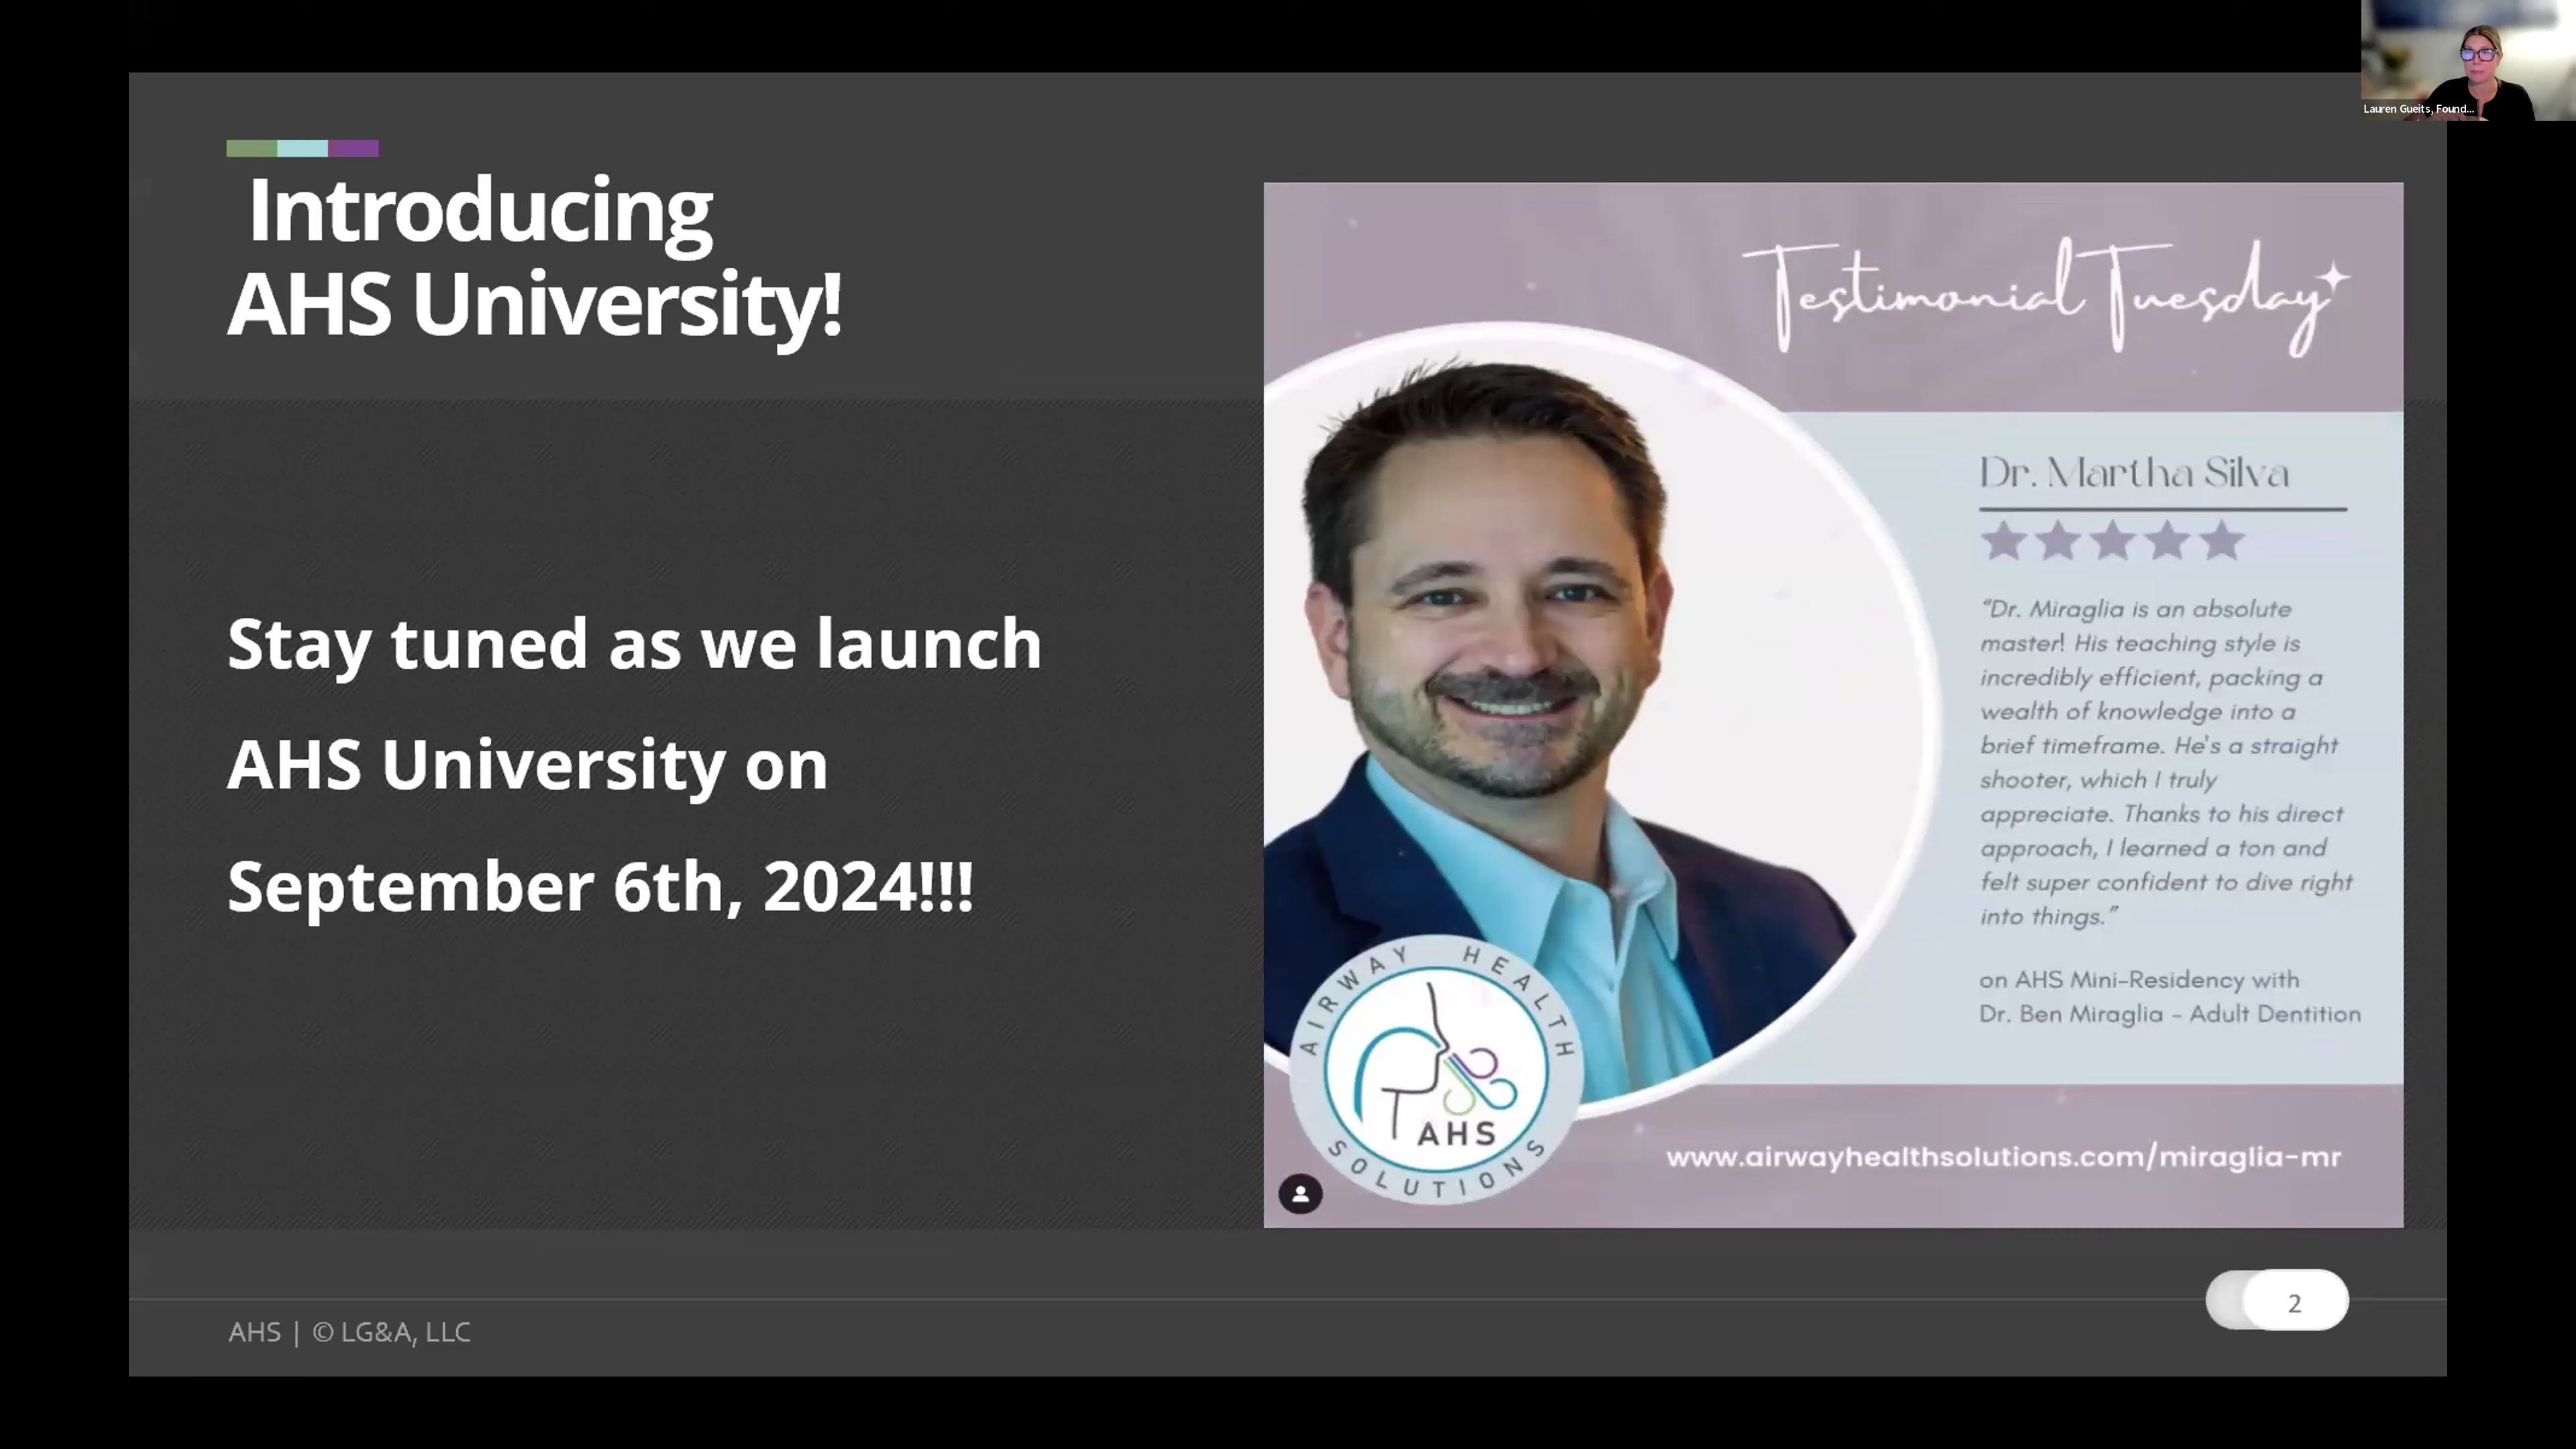 Lauren Gueits, Found...
Introducing
AHS University!
Stay tuned as we launch
AHS University on
September 6th, 2024!!!
Testimonial Tuesday
Dr. Martha Silva
“Dr. Miraglia is an absolute
master! His teaching style is
incredibly efficient, packing a
wealth of knowledge into a
brief timeframe. He's a straight
shooter, which I truly
appreciate. Thanks to his direct
approach, I learned a ton and
felt super confident to dive right
into things.”
on AHS Mini-Residency with
Dr. Ben Miraglia - Adult Dentition
AIRWAY HEALTH
AHS
SOLUTIONS
www.airwayhealthsolutions.com/miraglia-mr
2
AHS | © LG&A, LLC